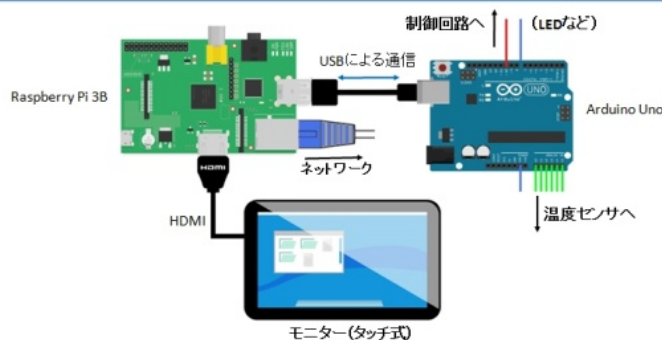 制御回路へ
(LEDなど)
USBによる通信
Raspberry Pi 3B
UNO
Arduino Uno
ネットワーク
HDMI
HDMI
温度センサへ
モニター(タッチ式)